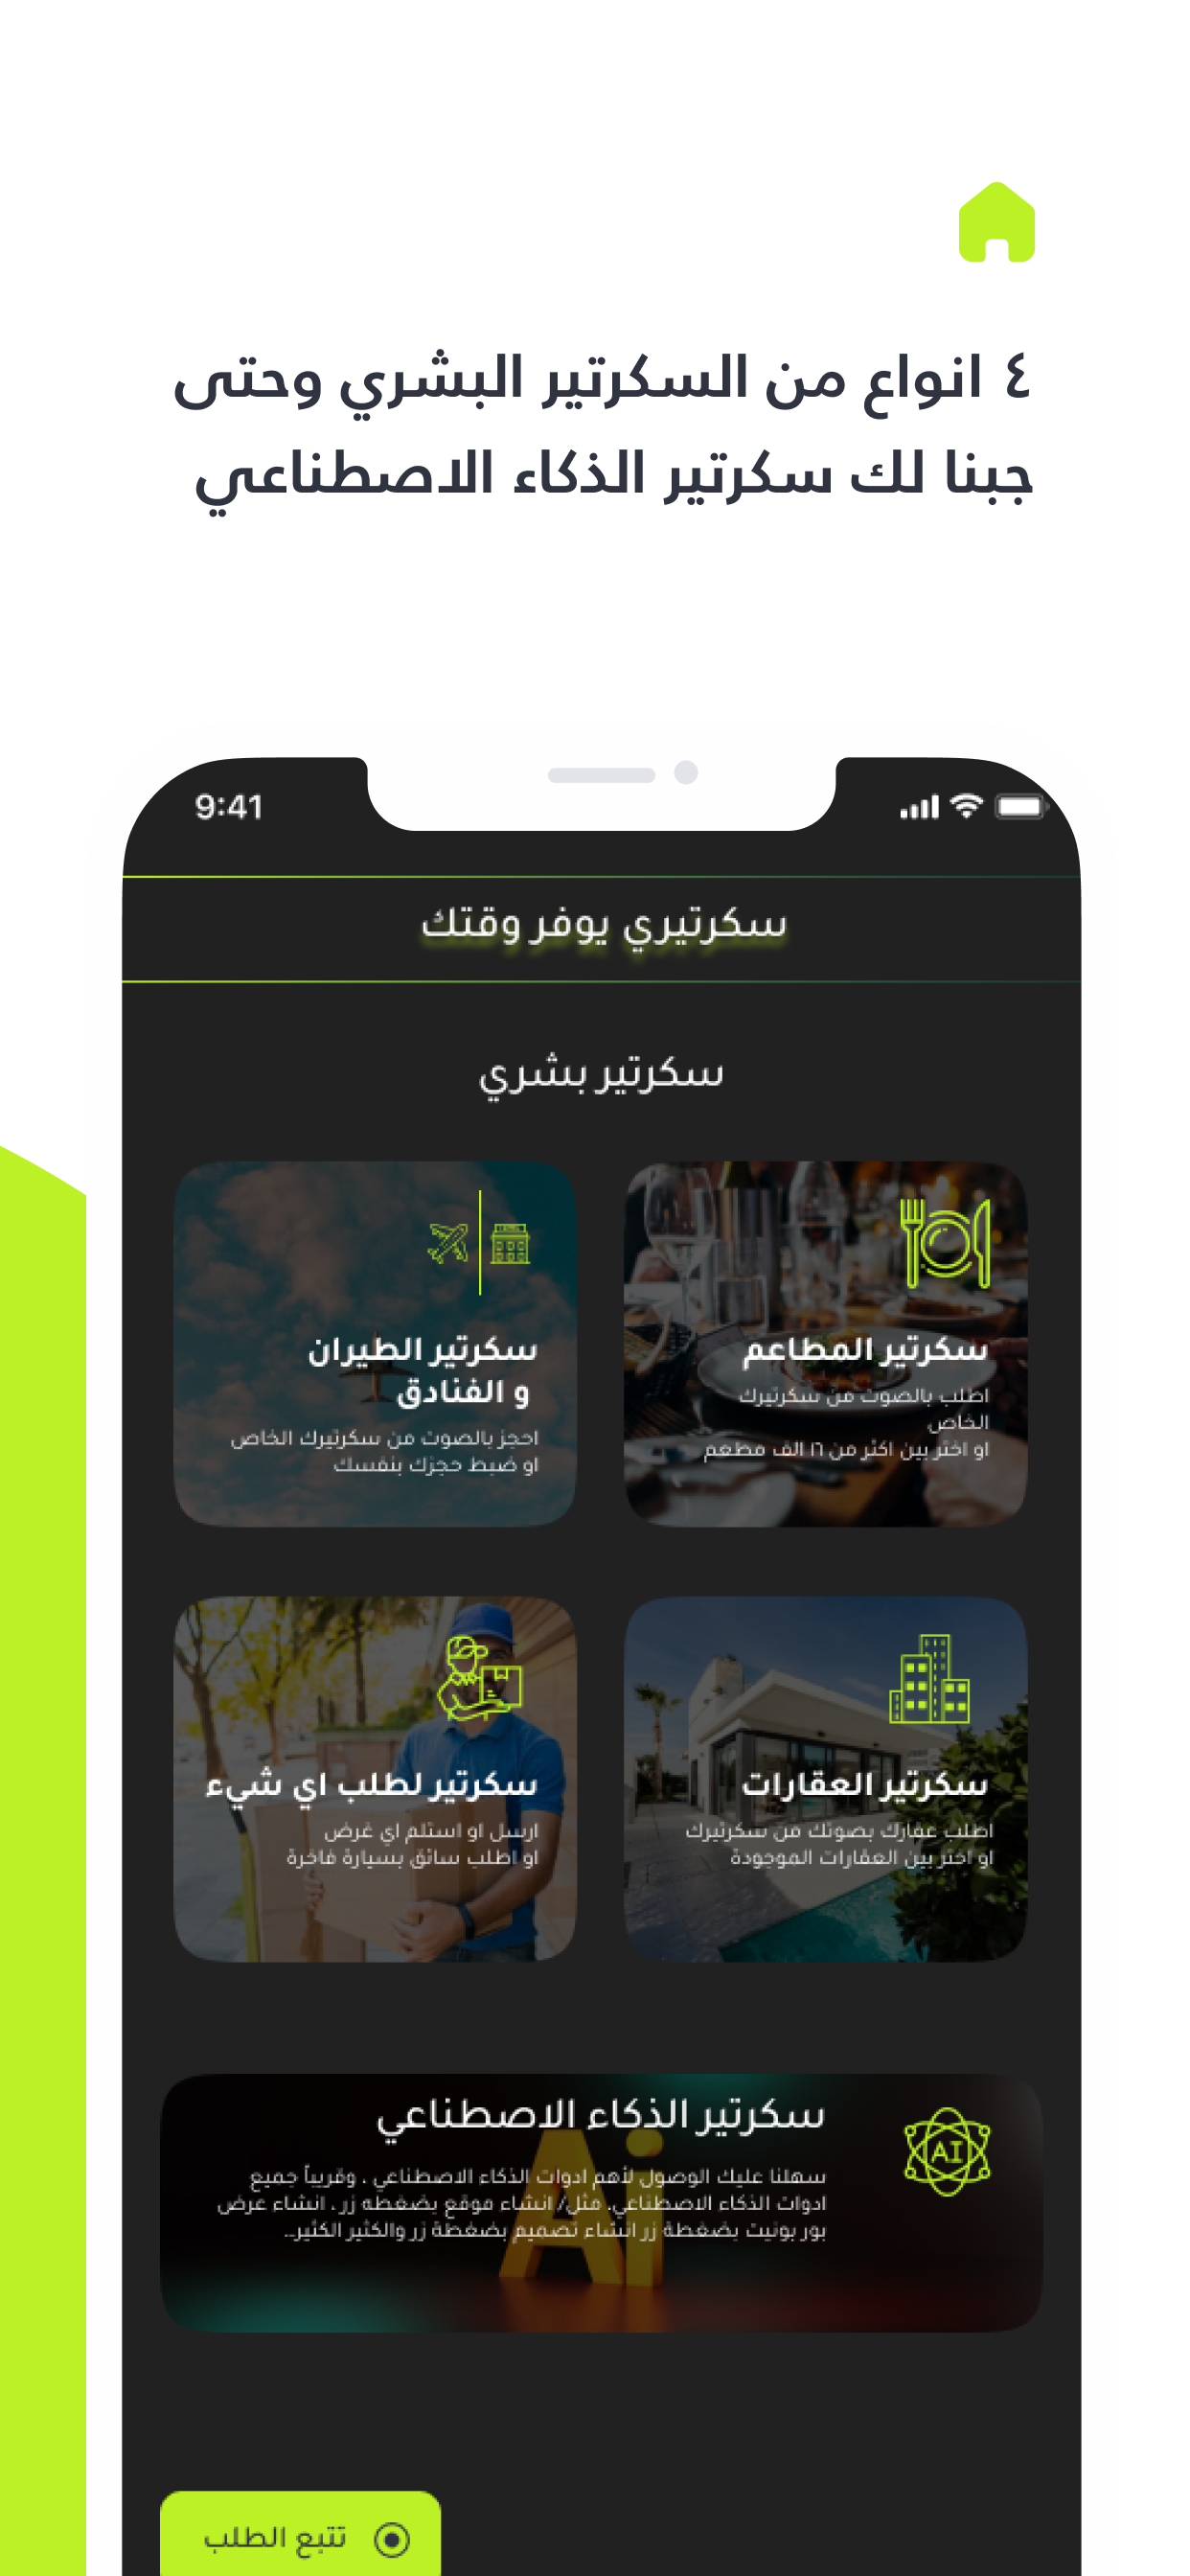 ٤ انواع من السكرتير البشري وحتى
جبنا لك سكرتير الذكاء الاصطناعي
9:41
سكرتيري يوفر وقتك
سكرتير بشري
سكرتير المطاعم
اطلب بالصوت من سكرتيرك
الخاص
او اختر بين اكثر من ١٦ الف مطعم
سكرتير الطيران
و الفنادق
احجز بالصوت من سكرتيرك الخاص
او ضبط حجزك بنفسك
سكرتير العقارات
اطلب عقارك بصوتك من سكرتيرك
او اختر بين العقارات الموجودة
سكرتير لطلب اي شيء
ارسل او استلم اي غرض
او اطلب سائق بسيارة فاخرة
سكرتير الذكاء الاصطناعي
AI
سهلنا عليك الوصول لأهم ادوات الذكاء الاصطناعي . وقريباً جميع
ادوات الذكاء الاصطناعي. مثل/ انشاء موقع بضغطة زر . انشاء عرض
بور بونيت بضغطة زر انشاء تصميم بضغطة زر والكثير الكثير..
Ai
تتبع الطلب